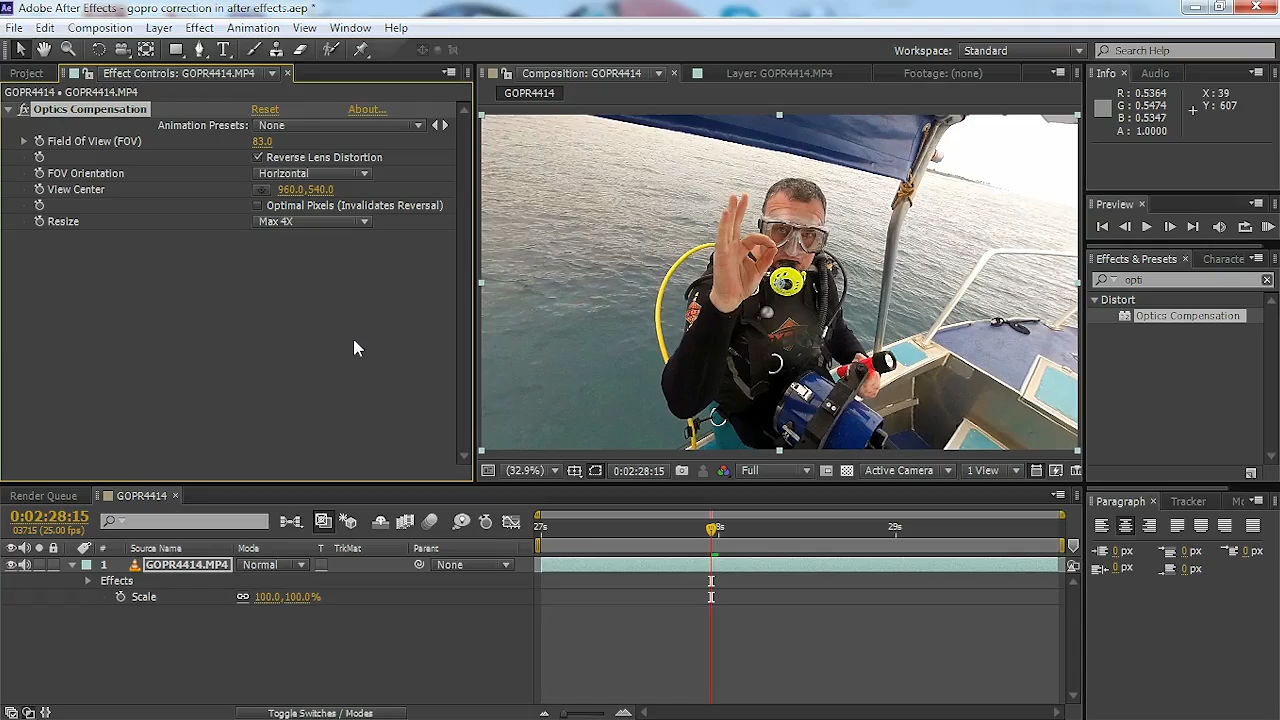 Adobe After Effects - gopro correction in after effects.aep *
File Edit Composition Layer Effect Animation View Window Help
Workspace: Standard Search Help
Project Effect Controls: GOPR4414.MP4 Composition: GOPR4414 Layer: GOPR4414.MP4 Footage: (none) Info Audio
GOPR4414 • GOPR4414.MP4 GOPR4414
R: 0.5364 X: 39
G: 0.5474 Y: 607
B: 0.5347
A: 1.0000
fx Optics Compensation Reset About...
Animation Presets: None
Field Of View (FOV) 83.0
Reverse Lens Distortion
FOV Orientation Horizontal
View Center 960.0,540.0
Optimal Pixels (Invalidates Reversal)
Resize Max 4X
Preview
Effects & Presets Characte
opti
Distort
Optics Compensation
(32.9%) 0:02:28:15 Full Active Camera 1 View
Render Queue GOPR4414
Paragraph Tracker
0:02:28:15
03715 (25.00 fps)
27s 8s 29s
# Source Name Mode T TrkMat Parent
1 GOPR4414.MP4 Normal None
Effects
Scale 100.0,100.0%
0 px 0 px 0 px
0 px 0 px
Toggle Switches / Modes